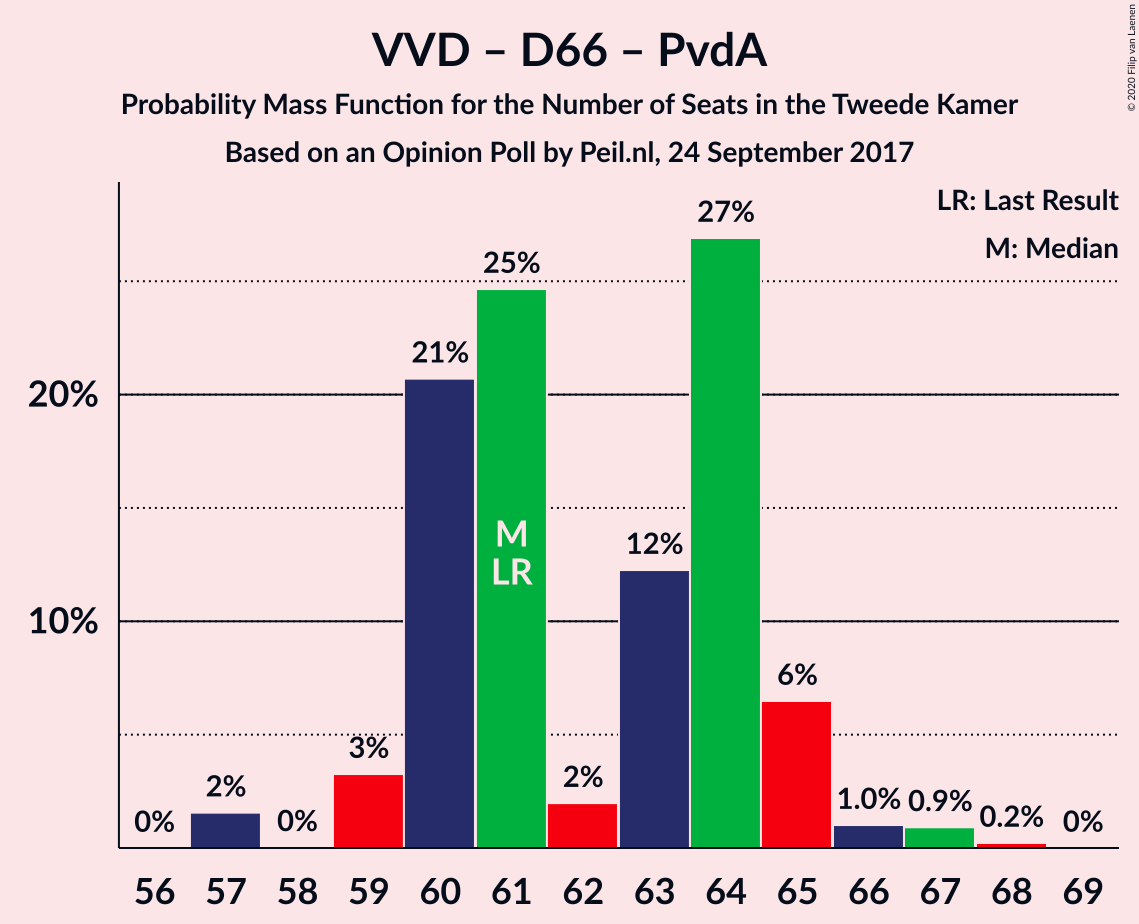 VVD – D66 – PvdA
Probability Mass Function for the Number of Seats in the Tweede Kamer
Based on an Opinion Poll by Peil.nl, 24 September 2017
© 2020 Filip van Laenen
LR: Last Result
M: Median
20%
10%
0%
2%
0%
3%
21%
25%
M
LR
2%
12%
27%
6%
1.0%
0.9%
0.2%
0%
56 57 58 59 60 61 62 63 64 65 66 67 68 69